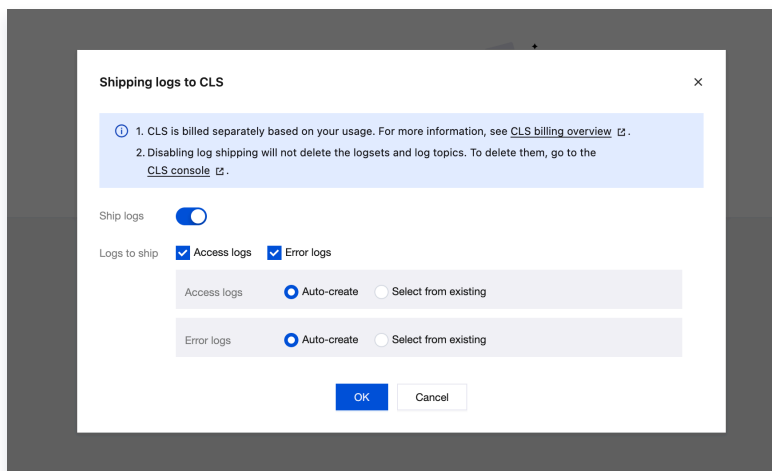 Shipping logs to CLS
1. CLS is billed separately based on your usage. For more information, see CLS billing overview .
2. Disabling log shipping will not delete the logsets and log topics. To delete them, go to the
CLS console .
Ship logs
Logs to ship Access logs Error logs
Access logs Auto-create Select from existing
Error logs Auto-create Select from existing
OK Cancel